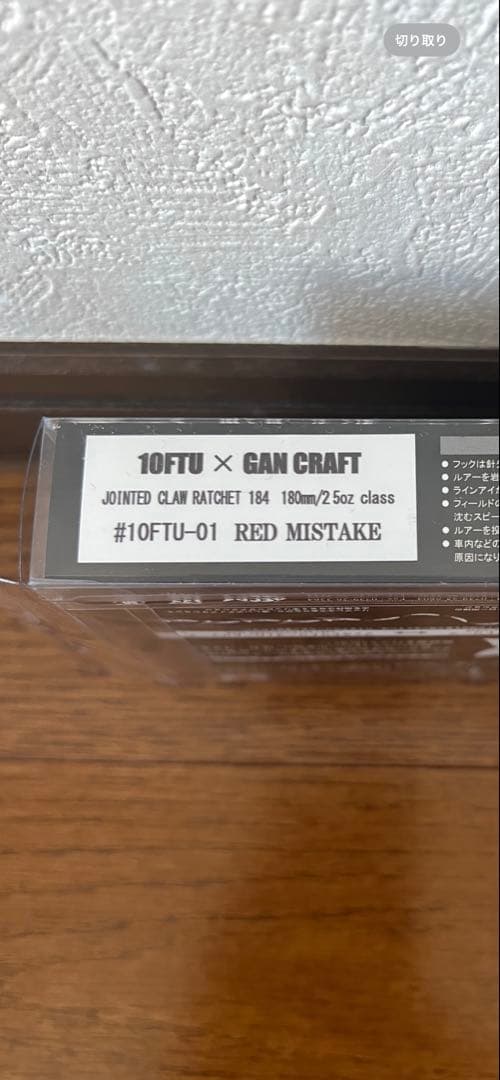 切り取り
10FTU × GAN CRAFT
JOINTED CLAW RATCHET 184 180mm/2.5oz class
#10FTU-01 RED MISTAKE
●フックは針
●ルアーを岩
●ラインアイ
●フィールド
沈むスピー
●ルアーを投
●車内などの
原因になり